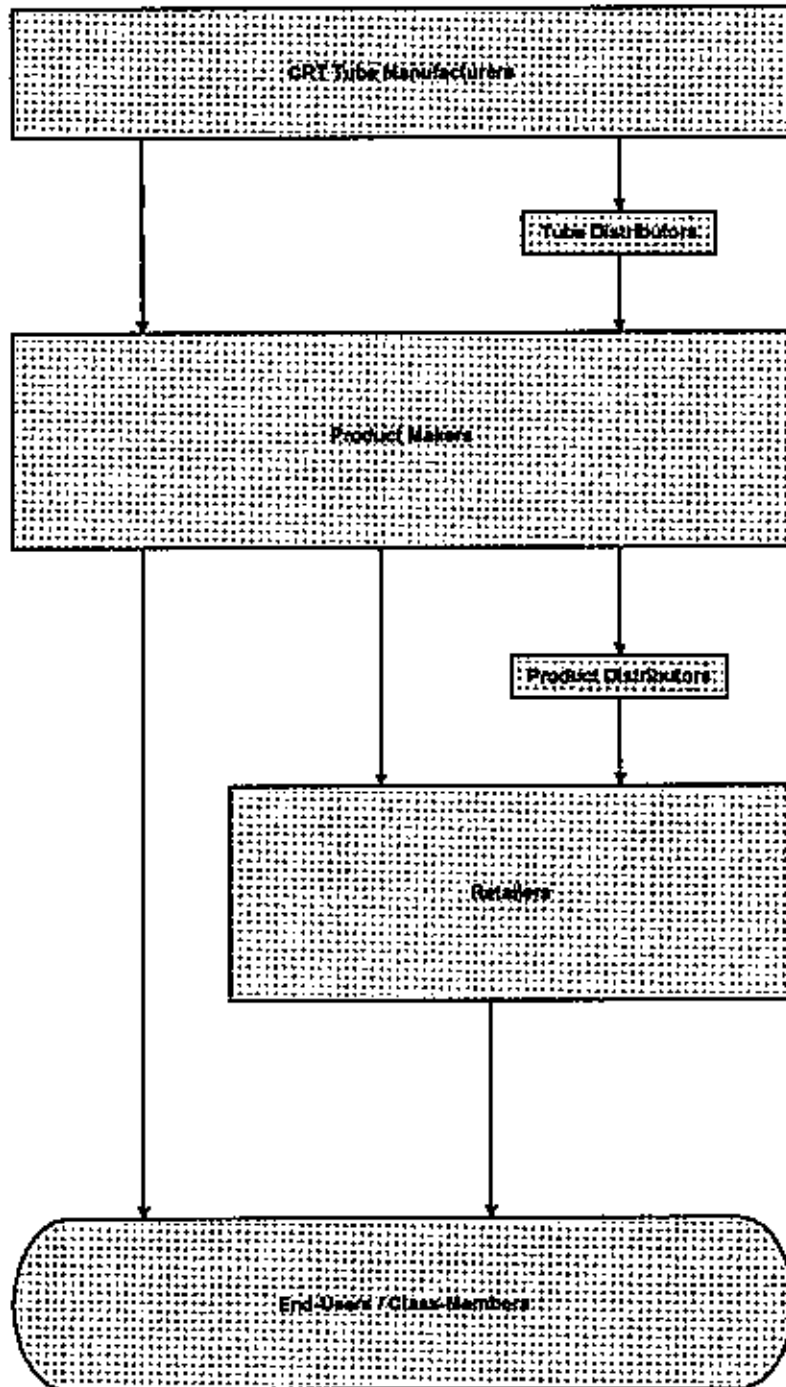 CRT Tube Manufacturers
Tube Distributors
Product Makers
Product Distributors
Retailers
End-Users / Class-Members